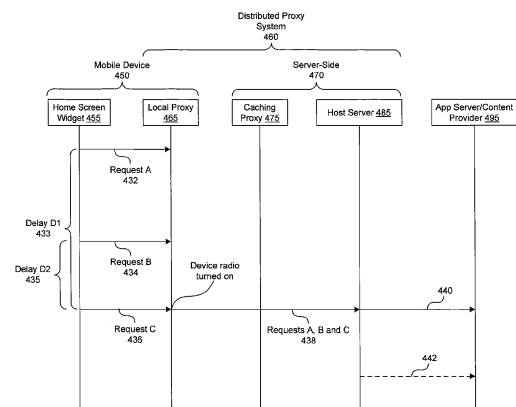 Distributed Proxy
System
460
Mobile Device
450
Server-Side
470
Home Screen
Widget 455
Local Proxy
465
Caching
Proxy 475
Host Server 485
App Server/Content
Provider 495
Request A
432
Delay D1
433
Request B
434
Delay D2
435
Device radio
turned on
Request C
436
Requests A, B and C
438
440
442